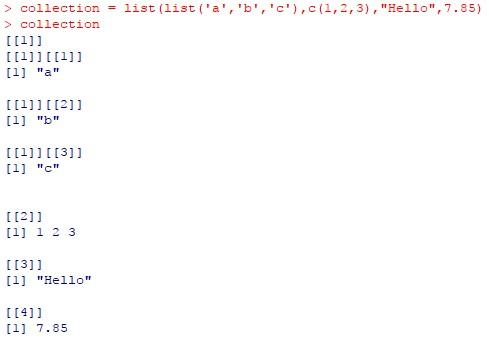 > collection = list(list('a','b','c'),c(1,2,3),"Hello",7.85)
> collection
[[1]]
[[1]][[1]]
[1] "a"
[[1]][[2]]
[1] "b"
[[1]][[3]]
[1] "c"
[[2]]
[1] 1 2 3
[[3]]
[1] "Hello"
[[4]]
[1] 7.85